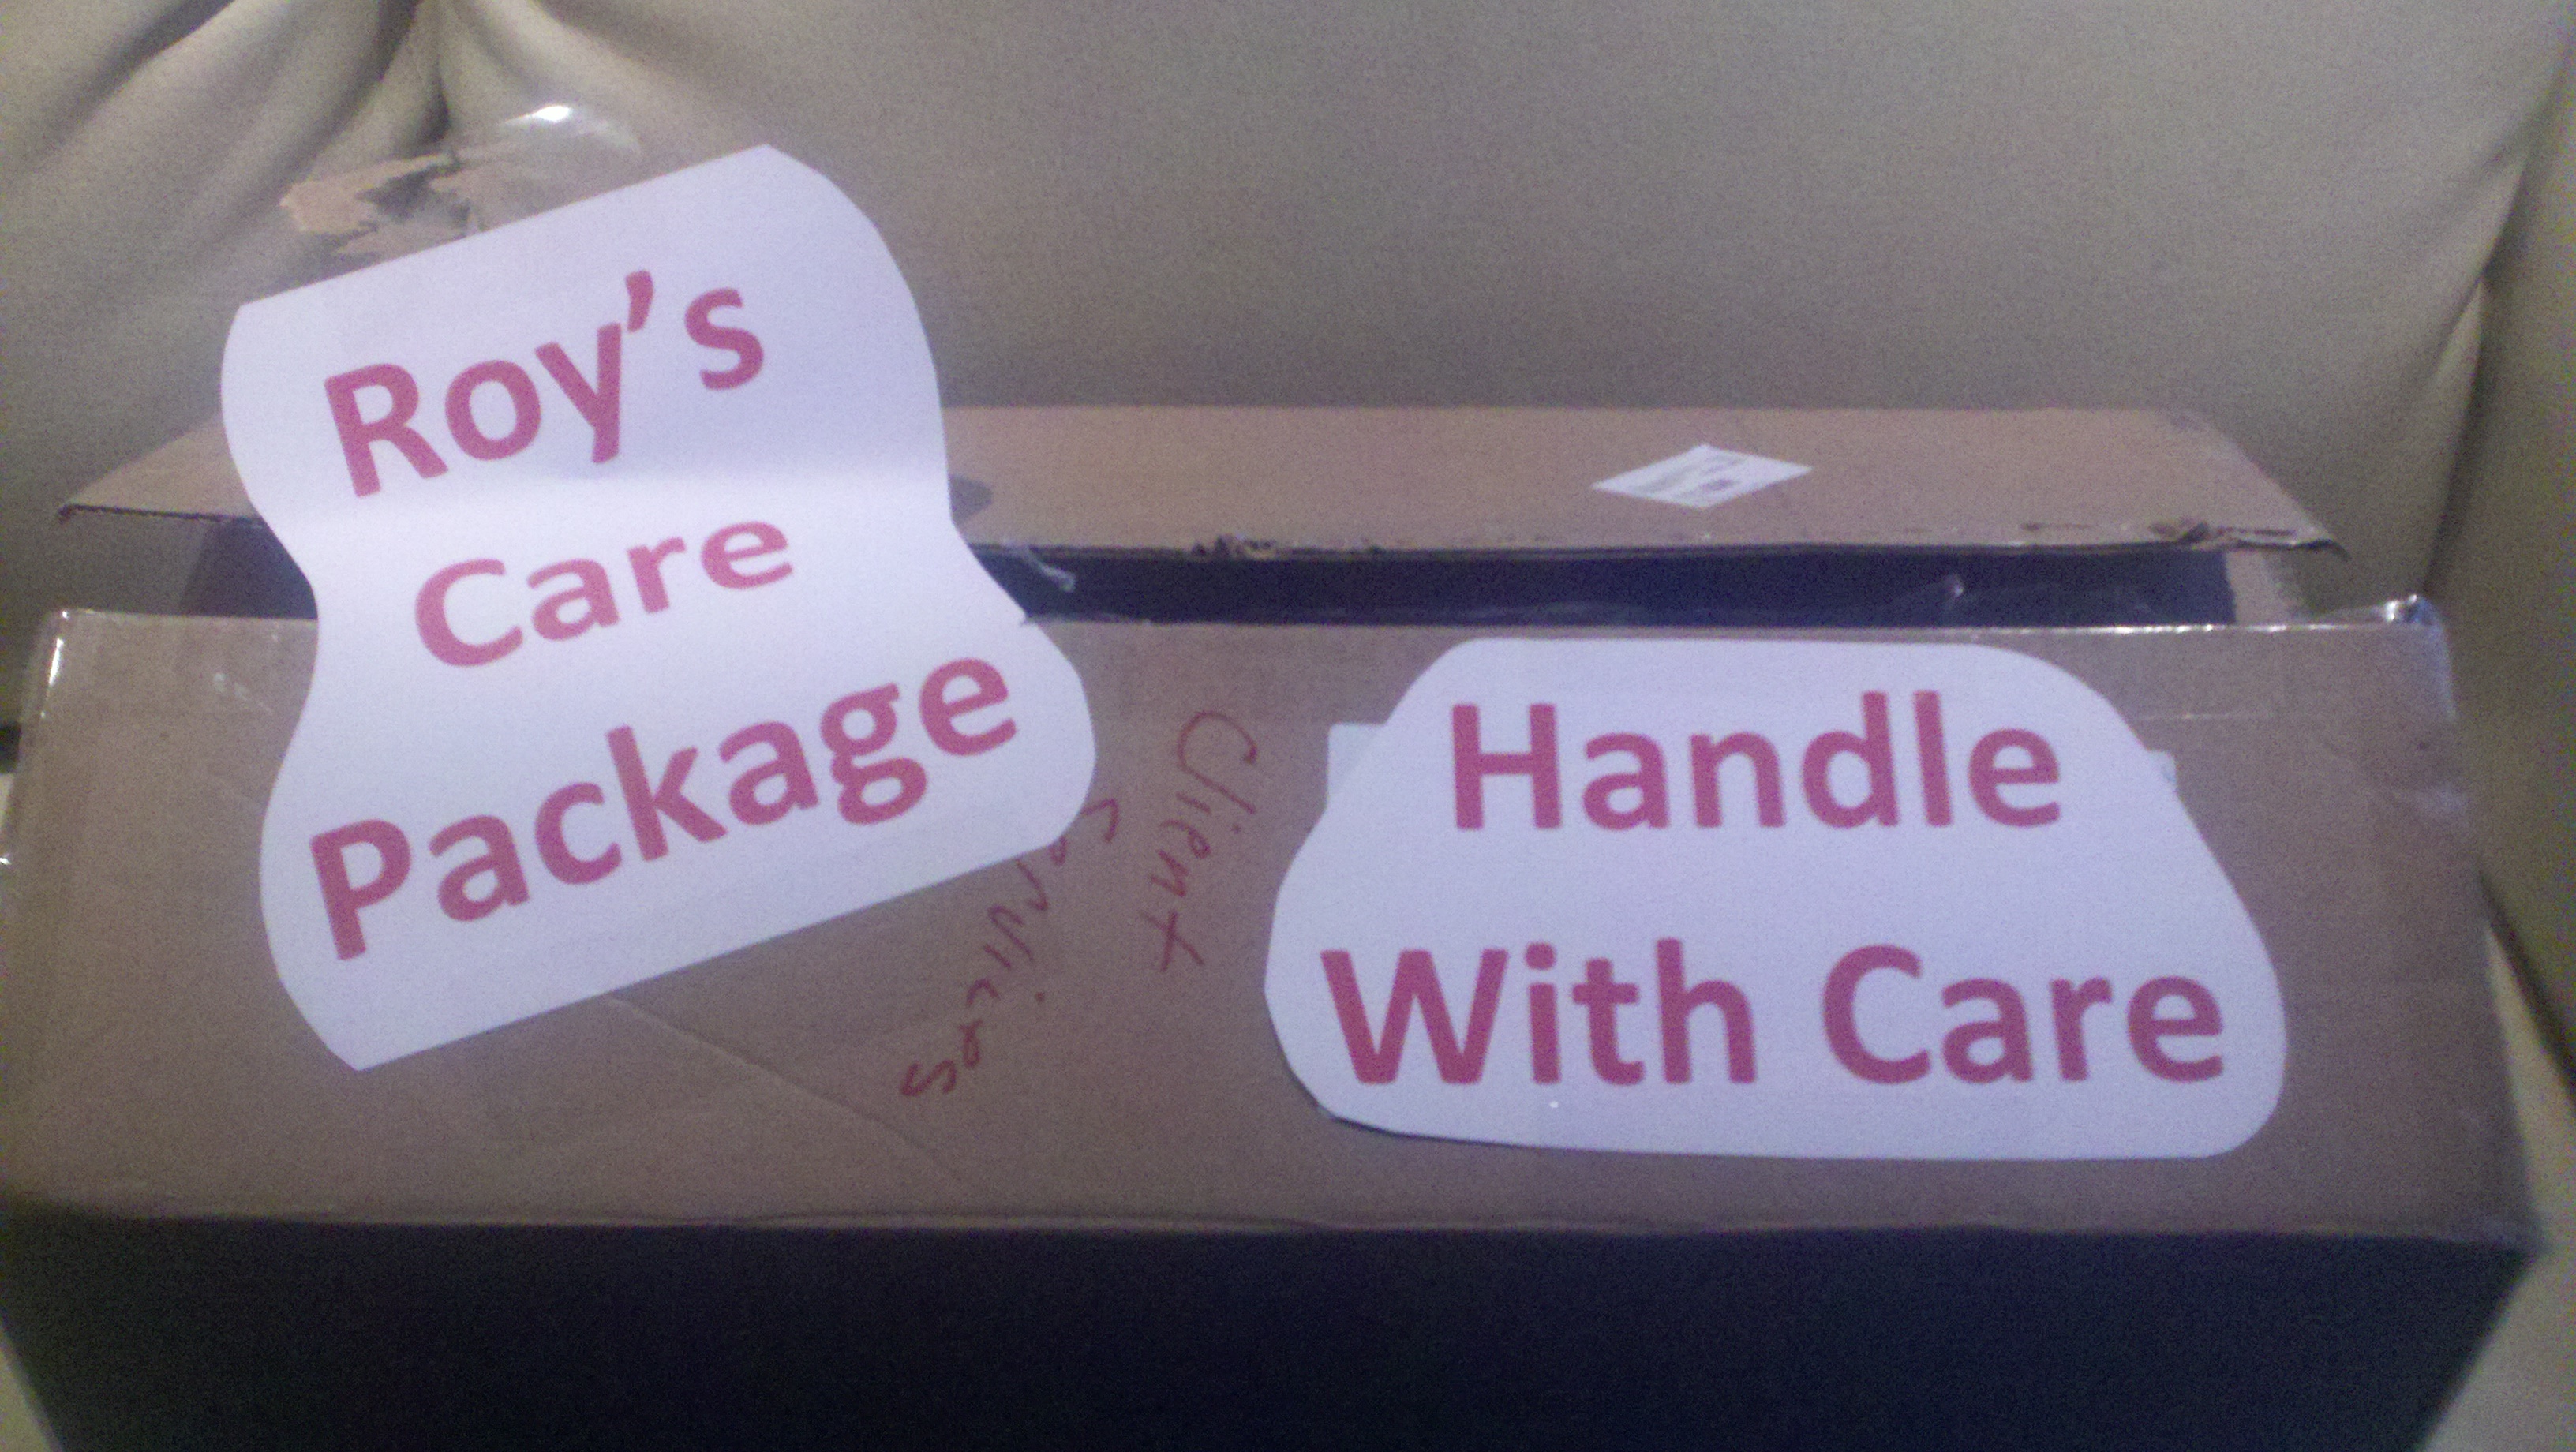 Roy's
Care
Package
Client
Services
Handle
With Care